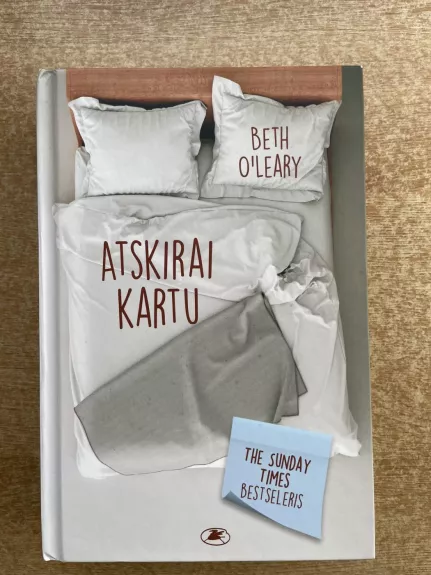 BETH
O'LEARY
ATSKIRAI
KARTU
THE SUNDAY
TIMES
BESTSELERIS